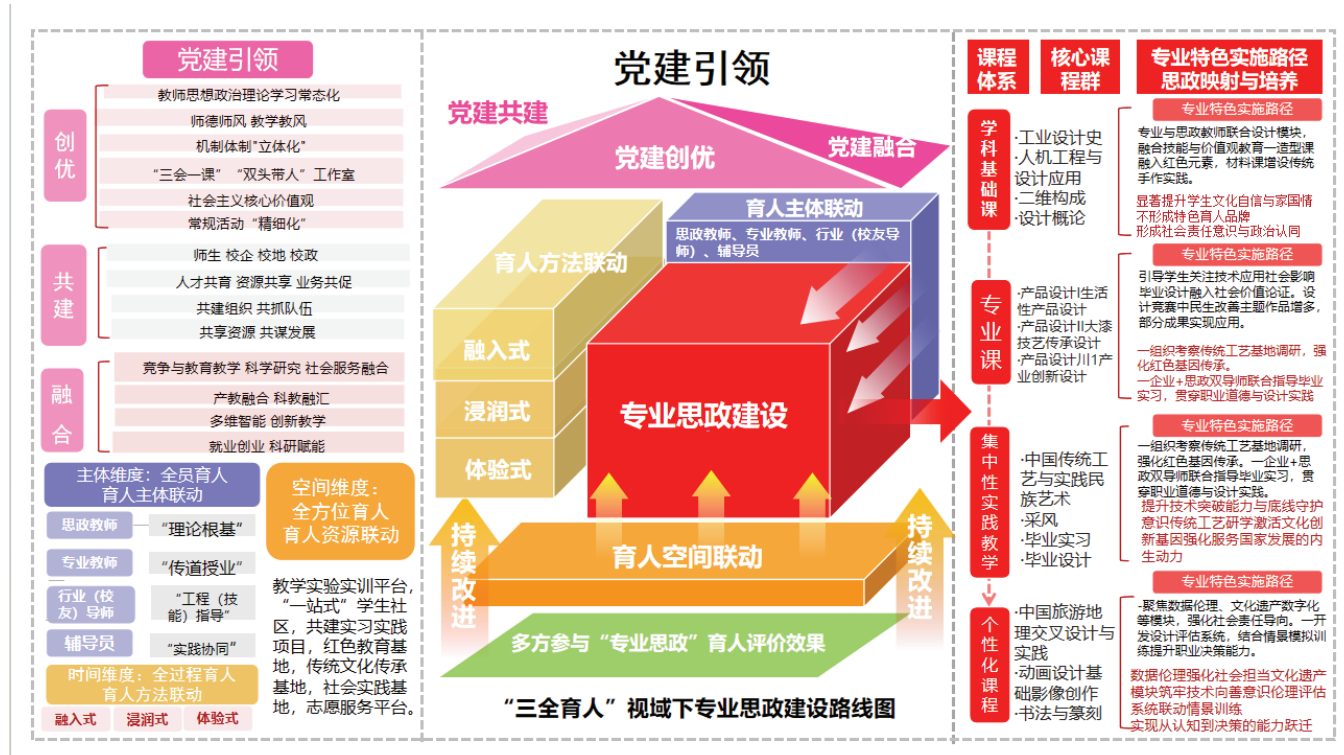 党建引领
创优
教师思想政治理论学习常态化
师德师风 教学教风
机制体制"立体化"
“三会一课” “双头带人”工作室
社会主义核心价值观
常规活动 “精细化”
共建
师生 校企 校地 校政
人才共育 资源共享 业务共促
共建组织 共抓队伍
共享资源 共谋发展
融合
竞争与教育教学 科学研究 社会服务融合
产教融合 科教融汇
多维智能 创新教学
就业创业 科研赋能
主体维度：全员育人
育人主体联动
思政教师
“理论根基”
专业教师
“传道授业”
行业（校
友）导师
“工程（技
能）指导”
辅导员
“实践协同”
时间维度：全过程育人
育人方法联动
融入式
浸润式
体验式
空间维度：
全方位育人
育人资源联动
教学实验实训平台，
“一站式”学生社
区，共建实习实践
项目，红色教育基
地，传统文化传承
基地，社会实践基
地，志愿服务平台。
党建引领
党建共建
党建创优
党建融合
育人主体联动
思政教师、专业教师、行业（校友导
师）、辅导员
育人方法联动
融入式
浸润式
体验式
专业思政建设
持续改进
持续改进
育人空间联动
多方参与“专业思政”育人评价效果
“三全育人”视域下专业思政建设路线图
课程
体系
核心课
程群
专业特色实施路径
思政映射与培养
学科基础课
·工业设计史
·人机工程与
设计应用
·二维构成
·设计概论
专业特色实施路径
专业与思政教师联合设计模块，
融合技能与价值观教育一造型课
融入红色元素，材料课增设传统
手作实践。
显著提升学生文化自信与家国情
不形成特色育人品牌
形成社会责任意识与政治认同
专业课
·产品设计I生活
性产品设计
·产品设计II大漆
技艺传承设计
·产品设计川1产
业创新设计
专业特色实施路径
引导学生关注技术应用社会影响
毕业设计融入社会价值论证。设
计竞赛中民生改善主题作品增多，
部分成果实现应用。
一组织考察传统工艺基地调研，强
化红色基因传承。
一企业+思政双导师联合指导毕业
实习，贯穿职业道德与设计实践
集中性实践教学
·中国传统工
艺与实践民
族艺术
·采风
·毕业实习
·毕业设计
专业特色实施路径
一组织考察传统工艺基地调研，
强化红色基因传承。一企业+思
政双导师联合指导毕业实习，贯
穿职业道德与设计实践。
提升技术突破能力与底线守护
意识传统工艺研学激活文化创
新基因强化服务国家发展的内
生动力
个性化课程
·中国旅游地
理交叉设计与
实践
·动画设计基
础影像创作
·书法与篆刻
专业特色实施路径
-聚焦数据伦理、文化遗产数字化
等模块，强化社会责任导向。一开
发设计评估系统，结合情景模拟训
练提升职业决策能力。
数据伦理强化社会担当文化遗产
模块筑牢技术向善意识伦理评估
系统联动情景训练
实现从认知到决策的能力跃迁